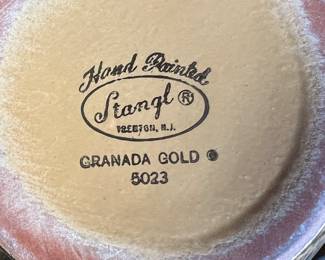 Hand Painted
Stangl ®
TRENTON, N.J.
GRANADA GOLD ©
5023